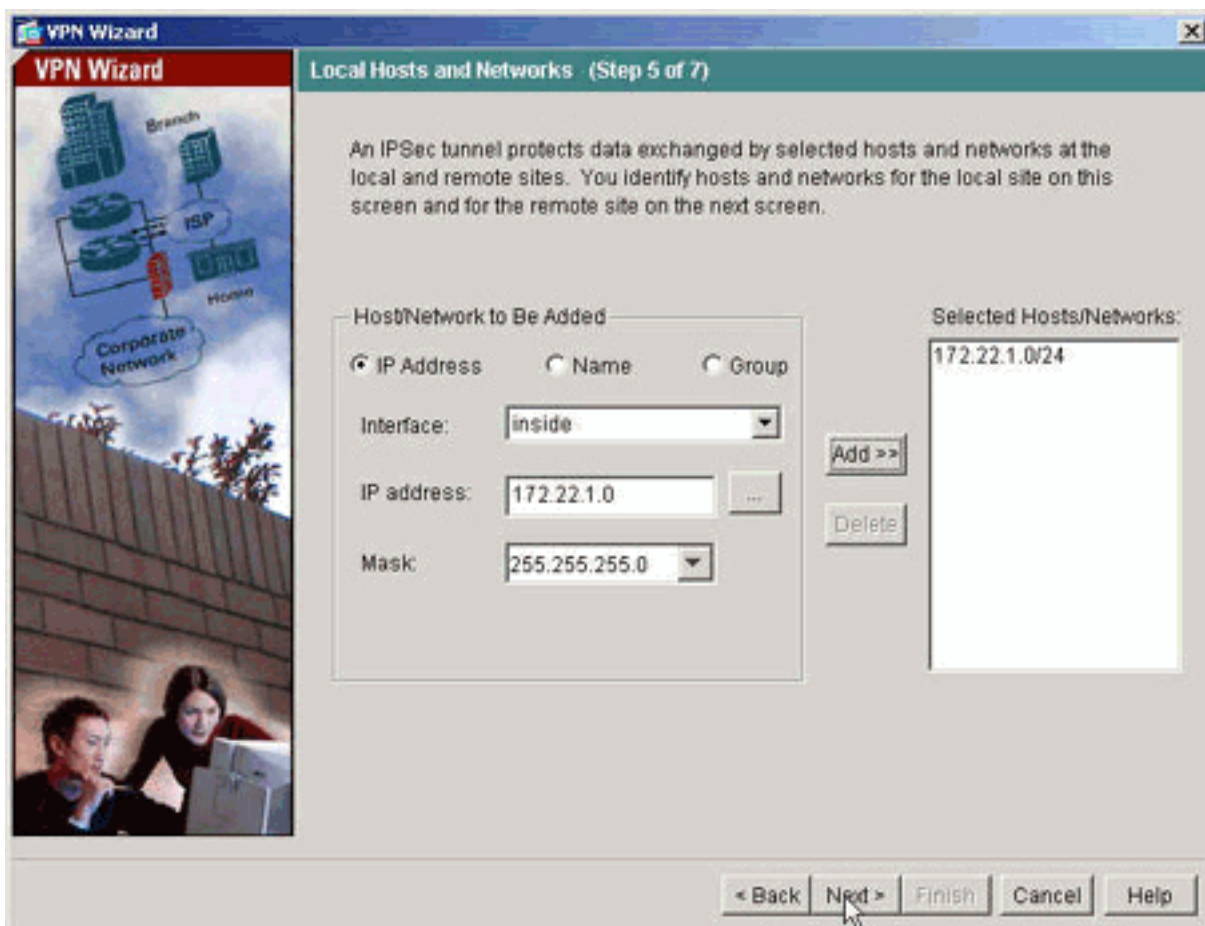 VPN Wizard
VPN Wizard
Local Hosts and Networks (Step 5 of 7)
Branch
ISP
Home
Corporate
Network
An IPSec tunnel protects data exchanged by selected hosts and networks at the
local and remote sites. You identify hosts and networks for the local site on this
screen and for the remote site on the next screen.
Host/Network to Be Added
IP Address
Name
Group
Interface:
inside
IP address:
172.22.1.0
...
Mask:
255.255.255.0
Add >>
Delete
Selected Hosts/Networks:
172.22.1.0/24
< Back
Next >
Finish
Cancel
Help